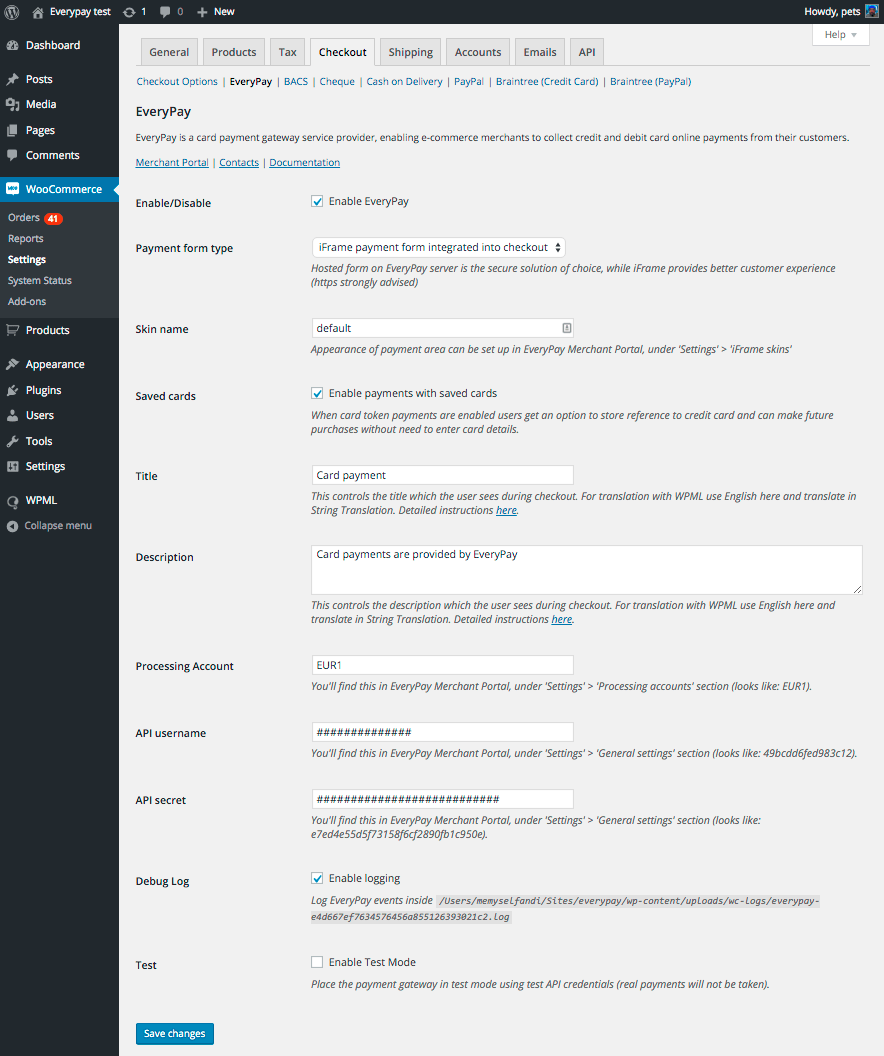 Everypay test 1 0 New Howdy, pets
Help
Dashboard
Posts
Media
Pages
Comments
WooCommerce
Orders 41
Reports
Settings
System Status
Add-ons
Products
Appearance
Plugins
Users
Tools
Settings
WPML
Collapse menu
General Products Tax Checkout Shipping Accounts Emails API
Checkout Options | EveryPay | BACS | Cheque | Cash on Delivery | PayPal | Braintree (Credit Card) | Braintree (PayPal)
EveryPay
EveryPay is a card payment gateway service provider, enabling e-commerce merchants to collect credit and debit card online payments from their customers.
Merchant Portal | Contacts | Documentation
Enable/Disable
Enable EveryPay
Payment form type
iFrame payment form integrated into checkout
Hosted form on EveryPay server is the secure solution of choice, while iFrame provides better customer experience
(https strongly advised)
Skin name
default
Appearance of payment area can be set up in EveryPay Merchant Portal, under 'Settings' > 'iFrame skins'
Saved cards
Enable payments with saved cards
When card token payments are enabled users get an option to store reference to credit card and can make future
purchases without need to enter card details.
Title
Card payment
This controls the title which the user sees during checkout. For translation with WPML use English here and translate in
String Translation. Detailed instructions here.
Description
Card payments are provided by EveryPay
This controls the description which the user sees during checkout. For translation with WPML use English here and
translate in String Translation. Detailed instructions here.
Processing Account
EUR1
You'll find this in EveryPay Merchant Portal, under 'Settings' > 'Processing accounts' section (looks like: EUR1).
API username
##############
You'll find this in EveryPay Merchant Portal, under 'Settings' > 'General settings' section (looks like: 49bcdd6fed983c12).
API secret
###########################
You'll find this in EveryPay Merchant Portal, under 'Settings' > 'General settings' section (looks like:
e7ed4e55d5f73158f6cf2890fb1c950e).
Debug Log
Enable logging
Log EveryPay events inside /Users/memyselfandi/Sites/everypay/wp-content/uploads/wc-logs/everypay-
e4d667ef7634576456a855126393021c2.log
Test
Enable Test Mode
Place the payment gateway in test mode using test API credentials (real payments will not be taken).
Save changes